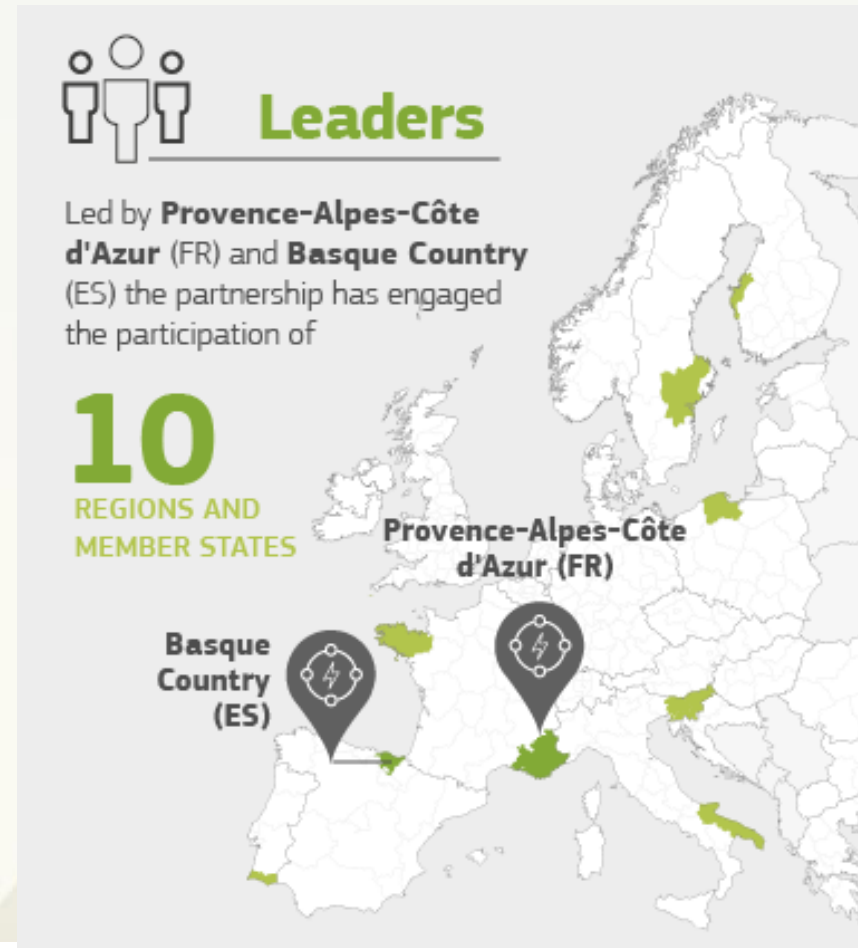 Leaders
Led by Provence-Alpes-Côte
d'Azur (FR) and Basque Country
(ES) the partnership has engaged
the participation of
10
REGIONS AND
MEMBER STATES
Provence-Alpes-Côte
d'Azur (FR)
Basque
Country
(ES)